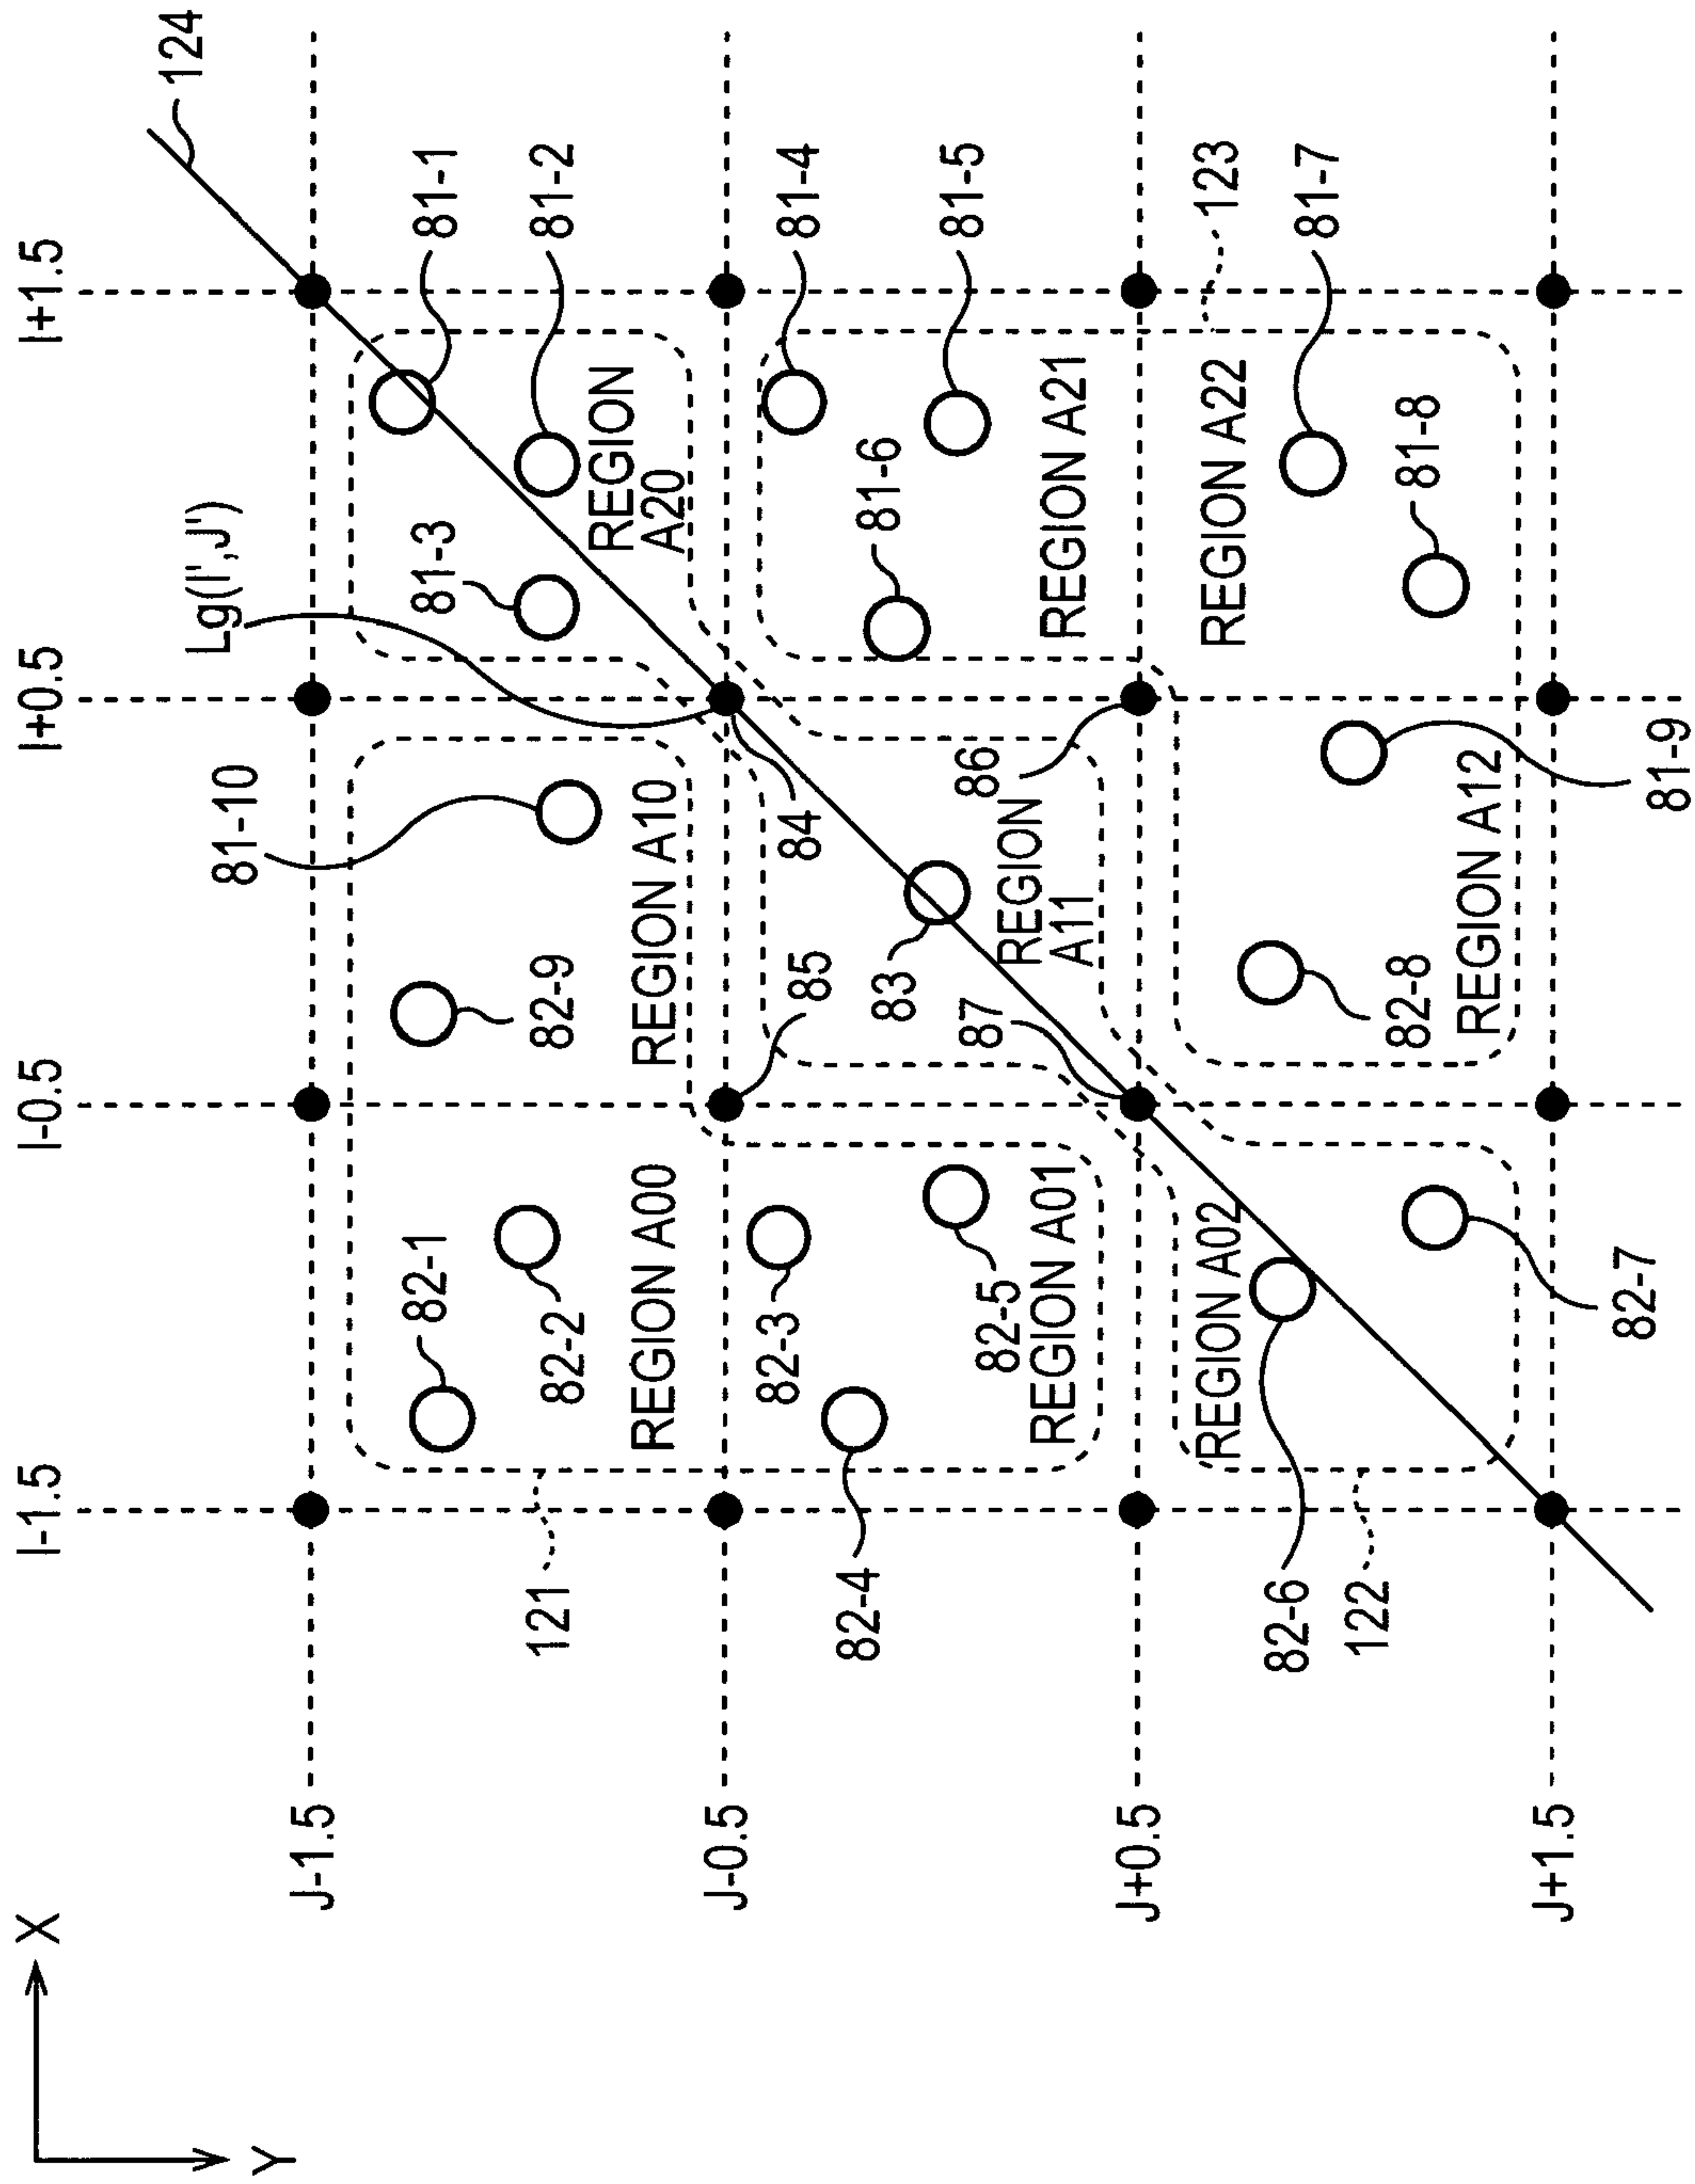 X
I-1.5
I-0.5
I+0.5
I+1.5
124
Lg(I',J')
81-10
Y
J-1.5
82-1
81-3
81-1
121
82-2
82-9
81-2
REGION
A20
REGION A00
REGION A10
J-0.5
82-3
85
84
81-4
82-4
83
81-6
82-5
87
86
81-5
REGION
A11
REGION A01
REGION A21
J+0.5
REGION A02
REGION A22
123
82-6
81-7
122
82-8
81-8
REGION A12
J+1.5
82-7
81-9